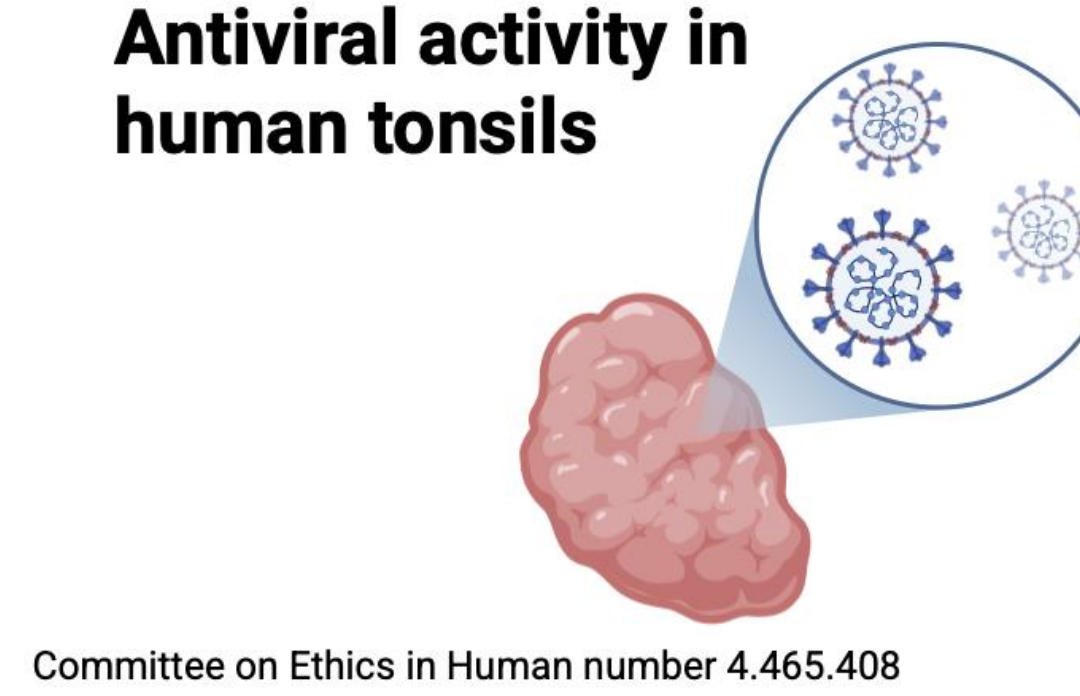 Antiviral activity in
human tonsils
Committee on Ethics in Human number 4.465.408